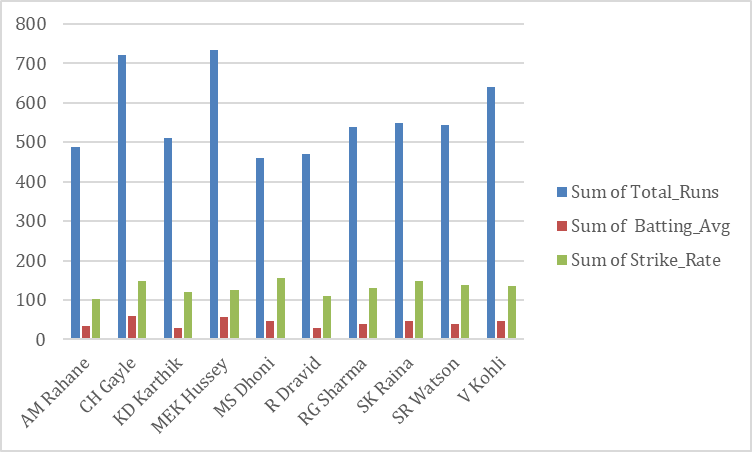 800
700
600
500
400
300
200
100
0
AM Rahane
CH Gayle
KD Karthik
MEK Hussey
MS Dhoni
R Dravid
RG Sharma
SK Raina
SR Watson
V Kohli
Sum of Total_Runs
Sum of  Batting_Avg
Sum of Strike_Rate